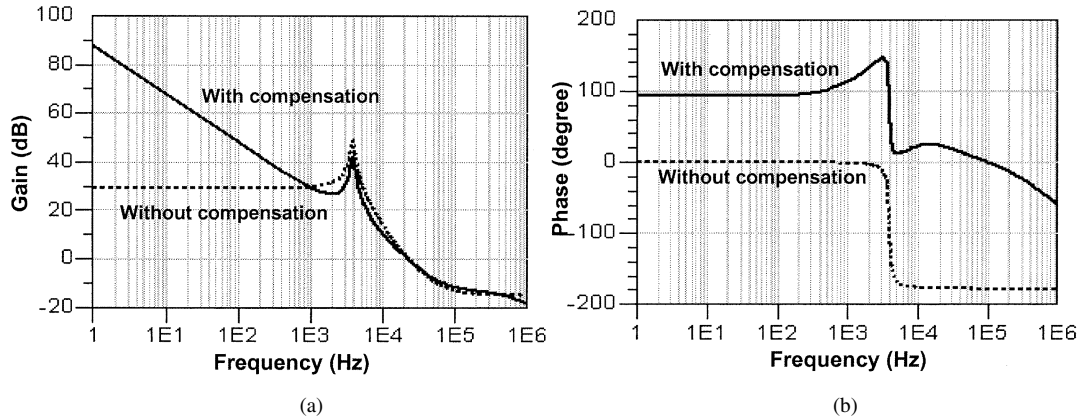 100
80
60
40
20
0
-20
Gain (dB)
With compensation
Without compensation
1 1E1 1E2 1E3 1E4 1E5 1E6
Frequency (Hz)
(a)
200
100
0
-100
-200
Phase (degree)
With compensation
Without compensation
1 1E1 1E2 1E3 1E4 1E5 1E6
Frequency (Hz)
(b)